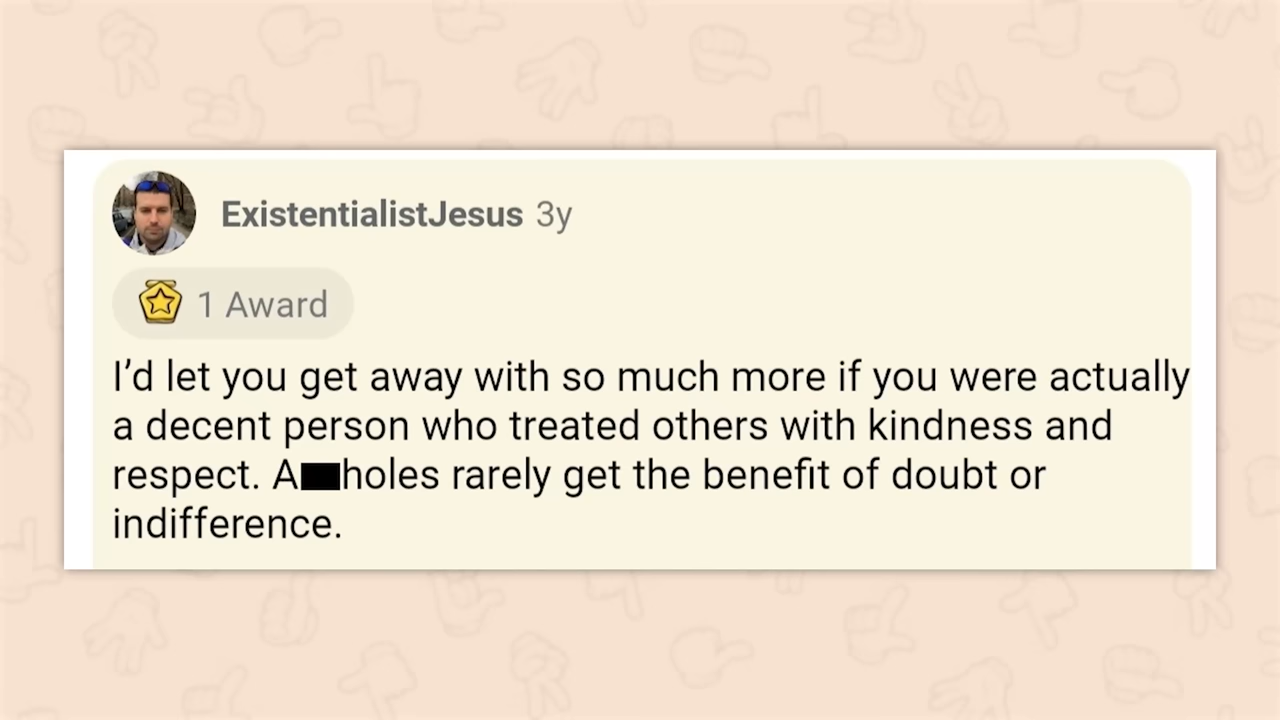 ExistentialistJesus 3y
1 Award
I’d let you get away with so much more if you were actually
a decent person who treated others with kindness and
respect. A██holes rarely get the benefit of doubt or
indifference.